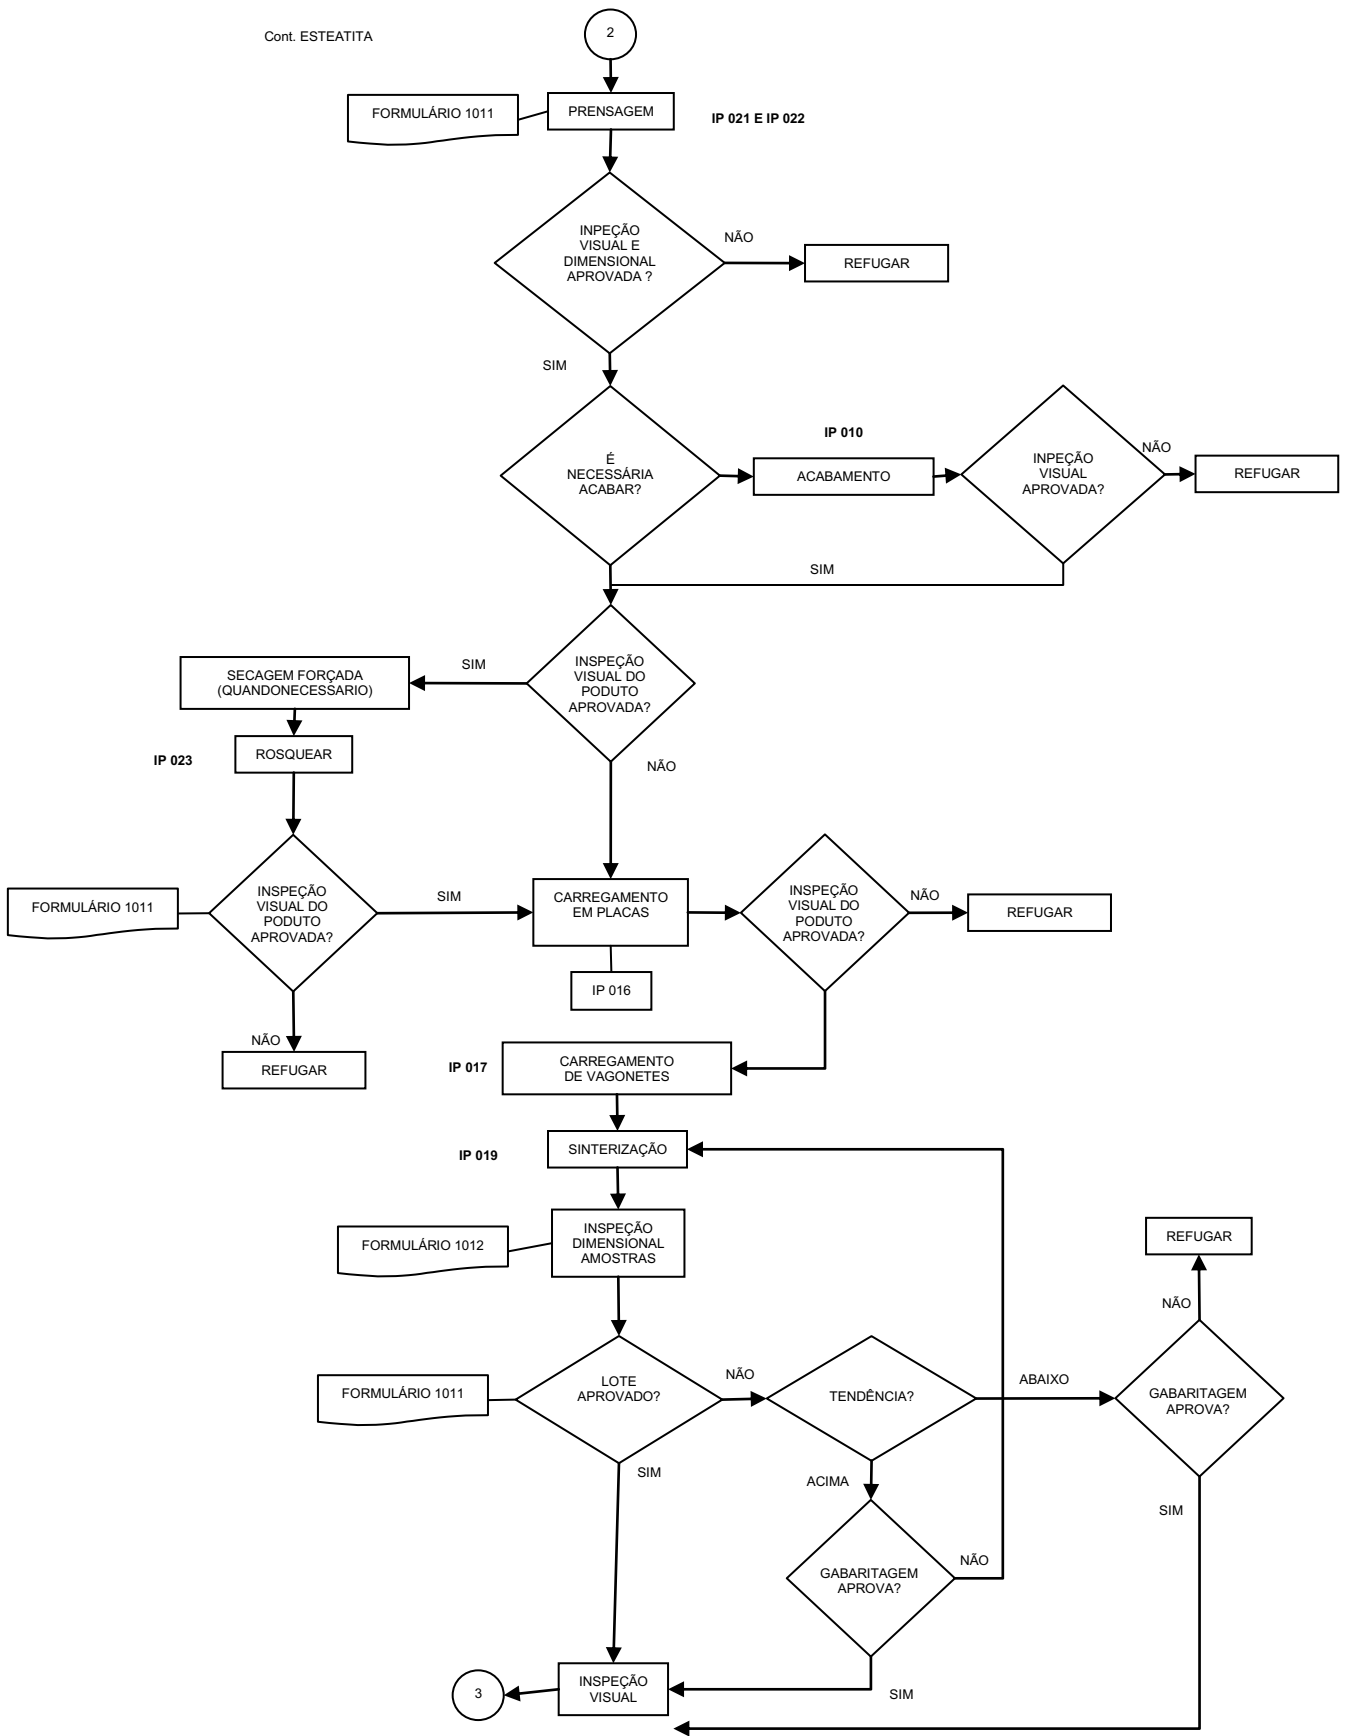 Cont. ESTEATITA
2
FORMULÁRIO 1011
PRENSAGEM
IP 021 E IP 022
INPEÇÃO
VISUAL E
DIMENSIONAL
APROVADA ?
NÃO
REFUGAR
SIM
É
NECESSÁRIA
ACABAR?
IP 010
ACABAMENTO
INPEÇÃO
VISUAL
APROVADA?
NÃO
REFUGAR
SIM
INSPEÇÃO
VISUAL DO
PODUTO
APROVADA?
SIM
SECAGEM FORÇADA
(QUANDONECESSARIO)
IP 023
ROSQUEAR
NÃO
FORMULÁRIO 1011
INSPEÇÃO
VISUAL DO
PODUTO
APROVADA?
SIM
CARREGAMENTO
EM PLACAS
INSPEÇÃO
VISUAL DO
PODUTO
APROVADA?
NÃO
REFUGAR
IP 016
NÃO
REFUGAR
IP 017
CARREGAMENTO
DE VAGONETES
IP 019
SINTERIZAÇÃO
FORMULÁRIO 1012
INSPEÇÃO
DIMENSIONAL
AMOSTRAS
REFUGAR
NÃO
FORMULÁRIO 1011
LOTE
APROVADO?
NÃO
TENDÊNCIA?
ABAIXO
GABARITAGEM
APROVA?
SIM
ACIMA
SIM
GABARITAGEM
APROVA?
NÃO
3
INSPEÇÃO
VISUAL
SIM